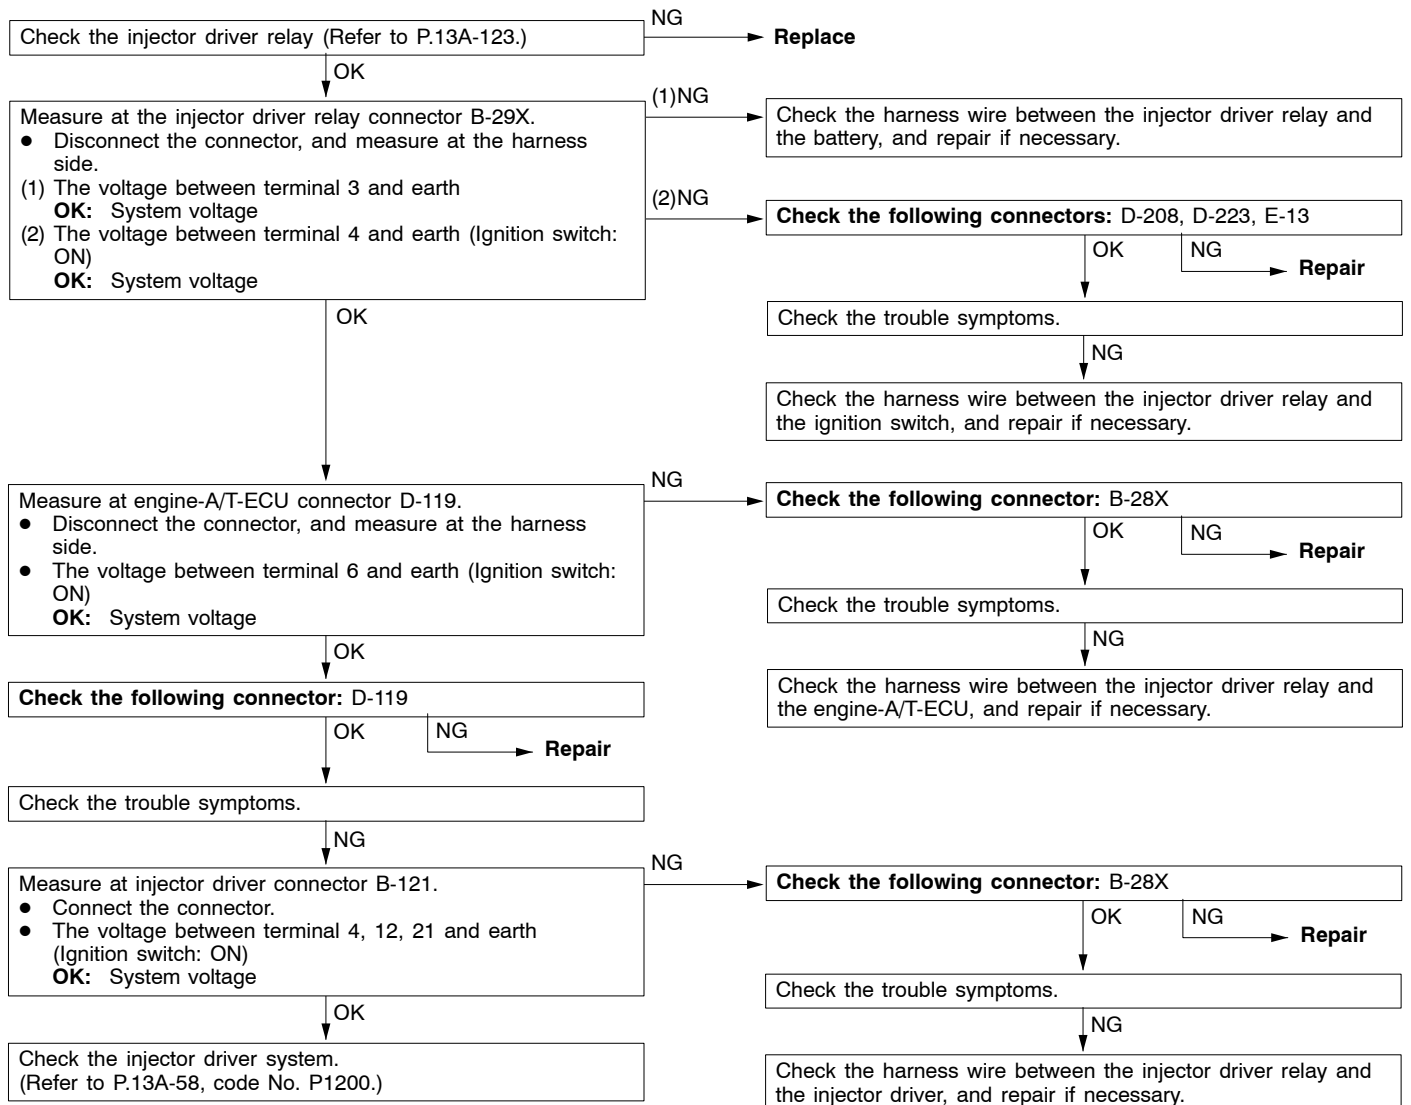 Check the injector driver relay (Refer to P.13A-123.)
NG
Replace
OK
Measure at the injector driver relay connector B-29X.
● Disconnect the connector, and measure at the harness
side.
(1) The voltage between terminal 3 and earth
OK: System voltage
(2) The voltage between terminal 4 and earth (Ignition switch:
ON)
OK: System voltage
(1)NG
Check the harness wire between the injector driver relay and
the battery, and repair if necessary.
(2)NG
Check the following connectors: D-208, D-223, E-13
OK
NG
Repair
Check the trouble symptoms.
NG
Check the harness wire between the injector driver relay and
the ignition switch, and repair if necessary.
OK
Measure at engine-A/T-ECU connector D-119.
● Disconnect the connector, and measure at the harness
side.
● The voltage between terminal 6 and earth (Ignition switch:
ON)
OK: System voltage
NG
Check the following connector: B-28X
OK
NG
Repair
Check the trouble symptoms.
NG
Check the harness wire between the injector driver relay and
the engine-A/T-ECU, and repair if necessary.
OK
Check the following connector: D-119
OK
NG
Repair
Check the trouble symptoms.
NG
Measure at injector driver connector B-121.
● Connect the connector.
● The voltage between terminal 4, 12, 21 and earth
(Ignition switch: ON)
OK: System voltage
NG
Check the following connector: B-28X
OK
NG
Repair
Check the trouble symptoms.
NG
Check the harness wire between the injector driver relay and
the injector driver, and repair if necessary.
OK
Check the injector driver system.
(Refer to P.13A-58, code No. P1200.)